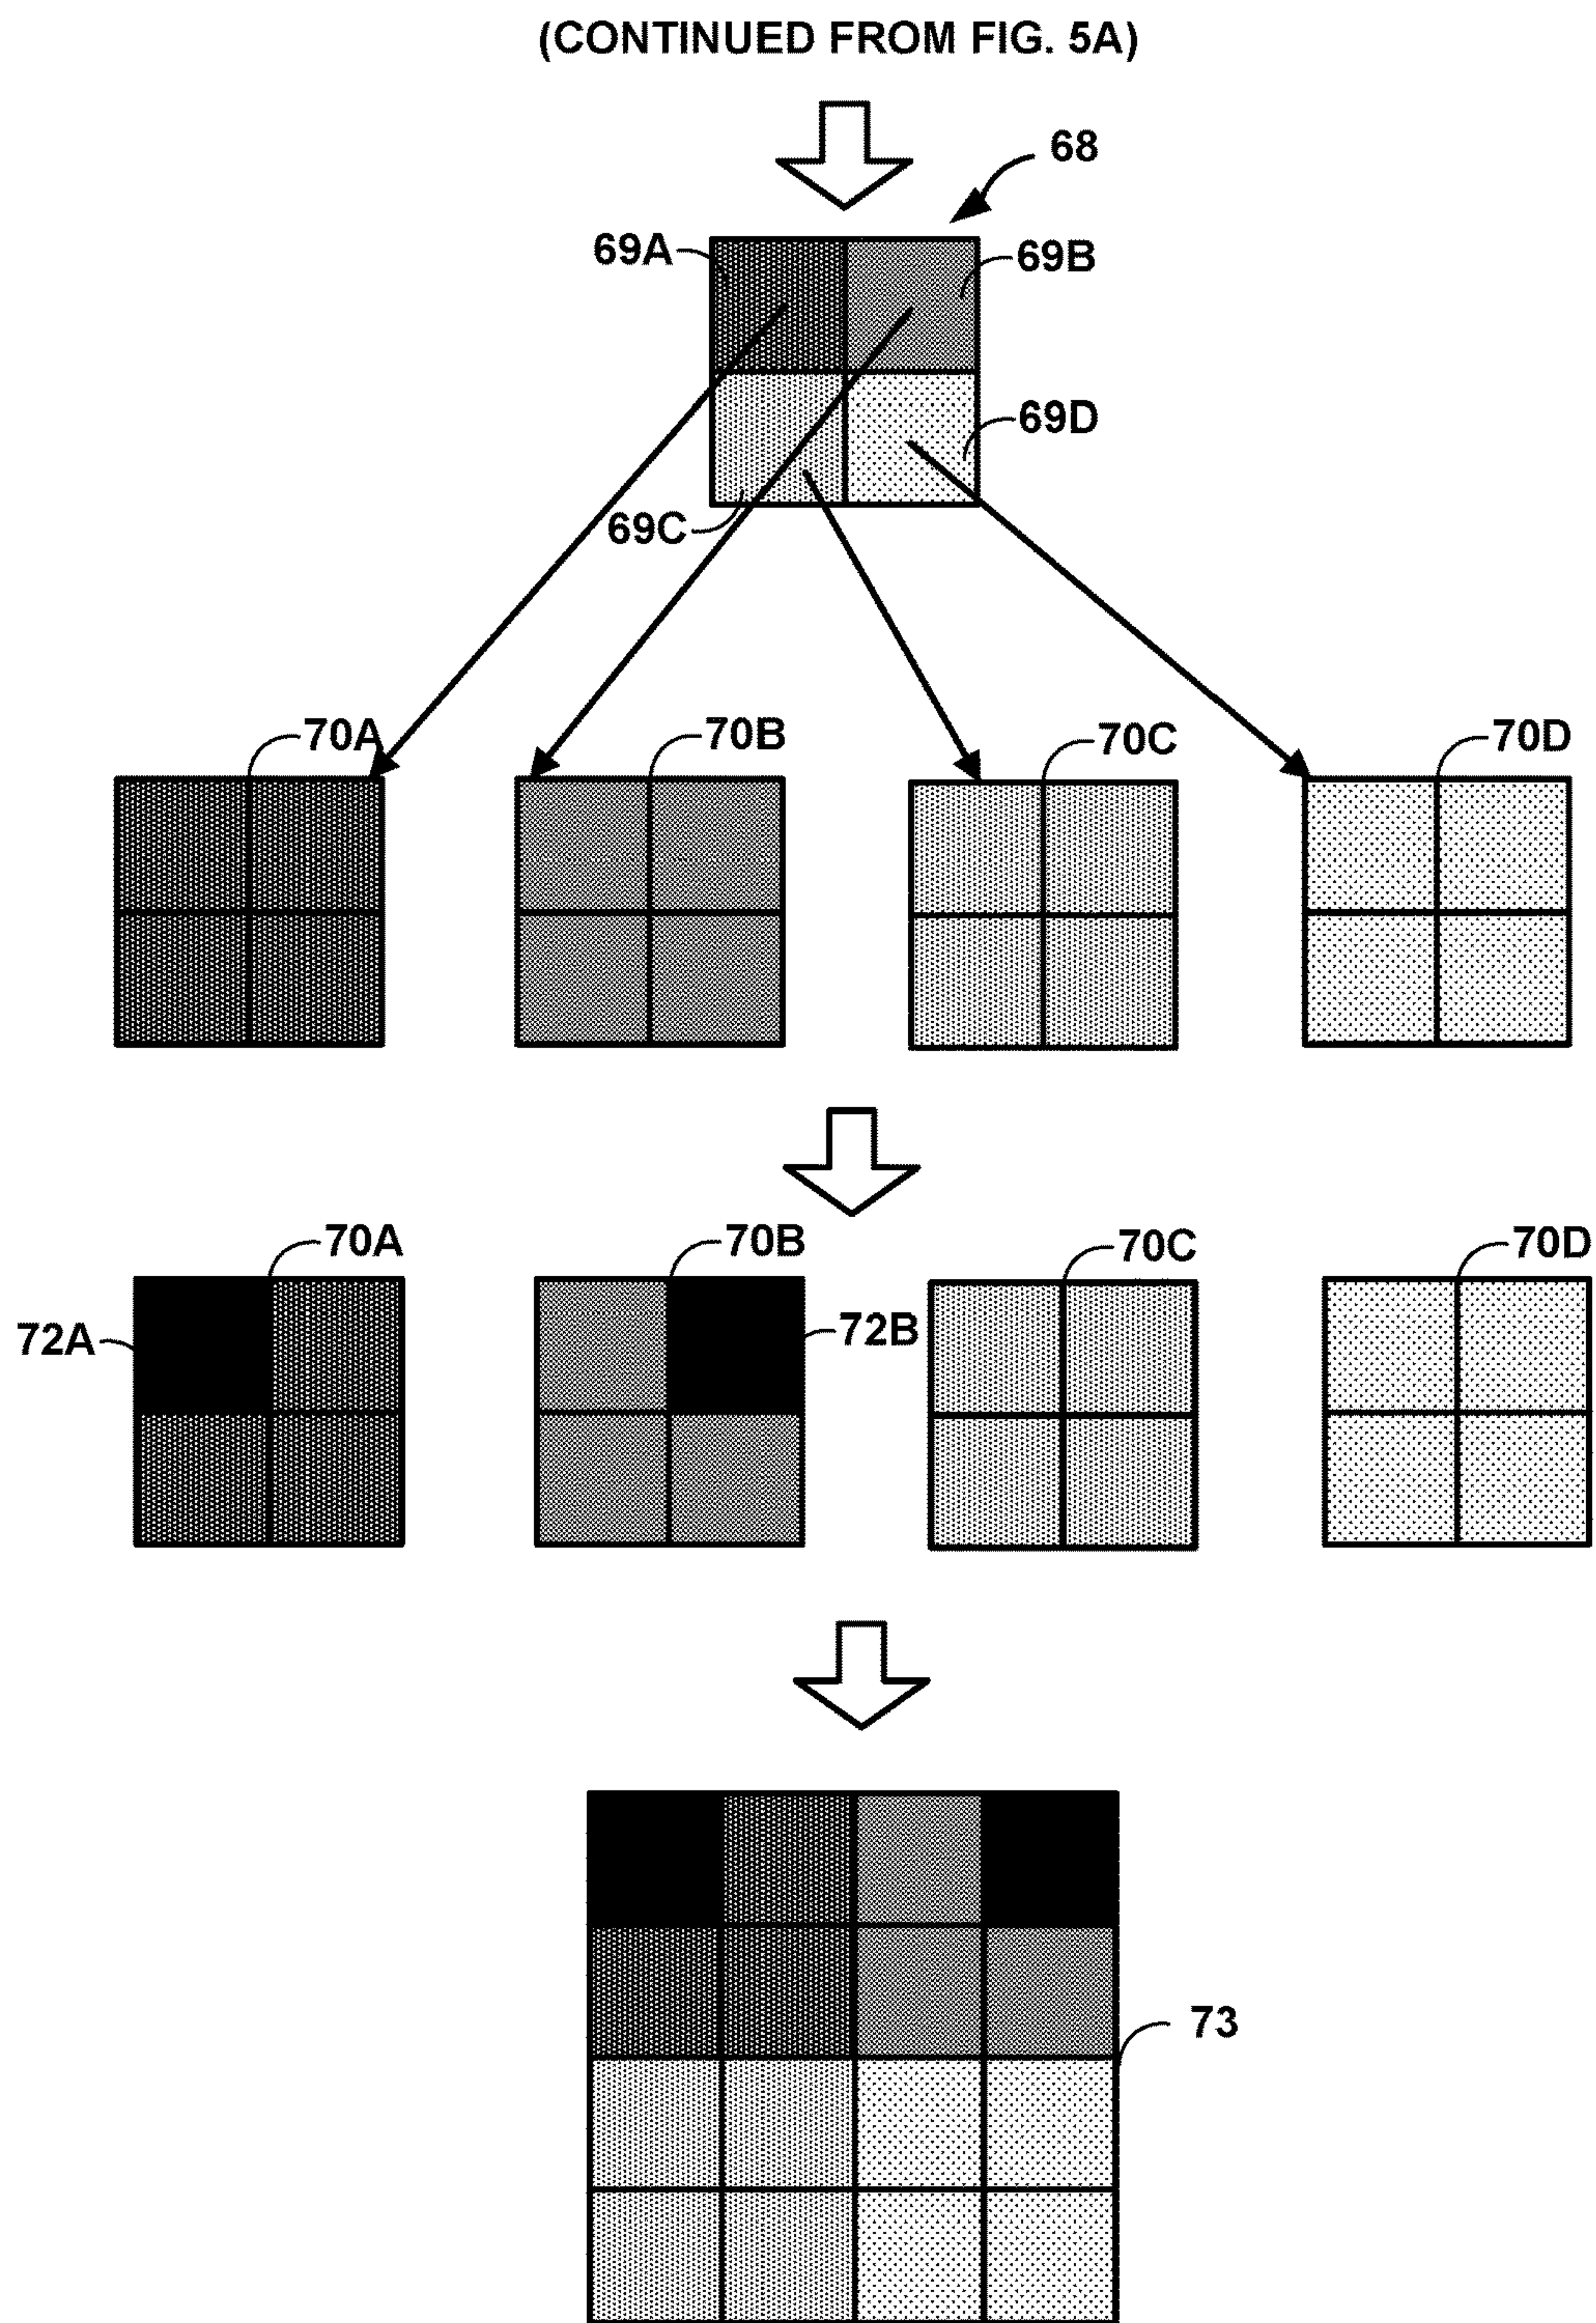 (CONTINUED FROM FIG. 5A)
68
69A
69B
69D
69C
70A
70B
70C
70D
70A
70B
70C
70D
72A
72B
73